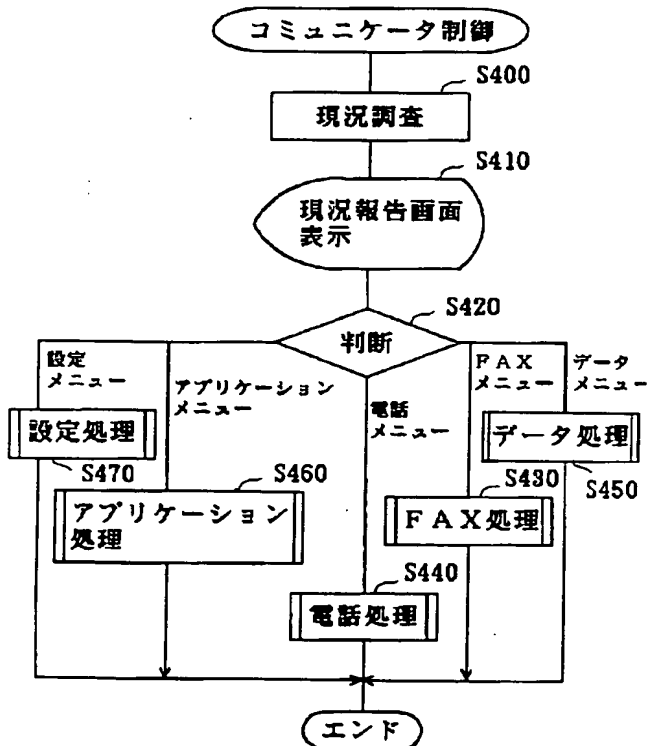 コミュニケータ制御
S400
現況調査
S410
現況報告画面
表示
S420
判断
設定
メニュー
アプリケーション
メニュー
電話
メニュー
FAX
メニュー
データ
メニュー
設定処理
S470
データ処理
S450
S460
アプリケーション
処理
S430
FAX処理
S440
電話処理
エンド